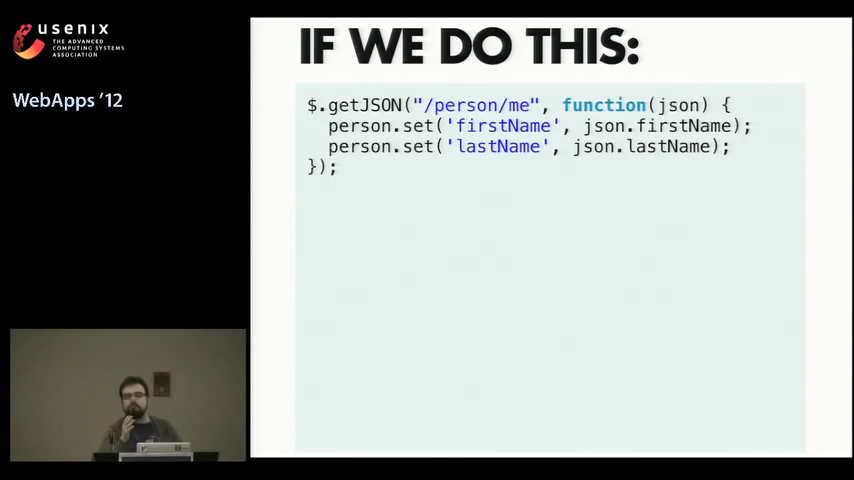 usenix
THE ADVANCED
COMPUTING SYSTEMS
ASSOCIATION
WebApps '12
IF WE DO THIS:
$.getJSON("/person/me", function(json) {
  person.set('firstName', json.firstName);
  person.set('lastName', json.lastName);
});